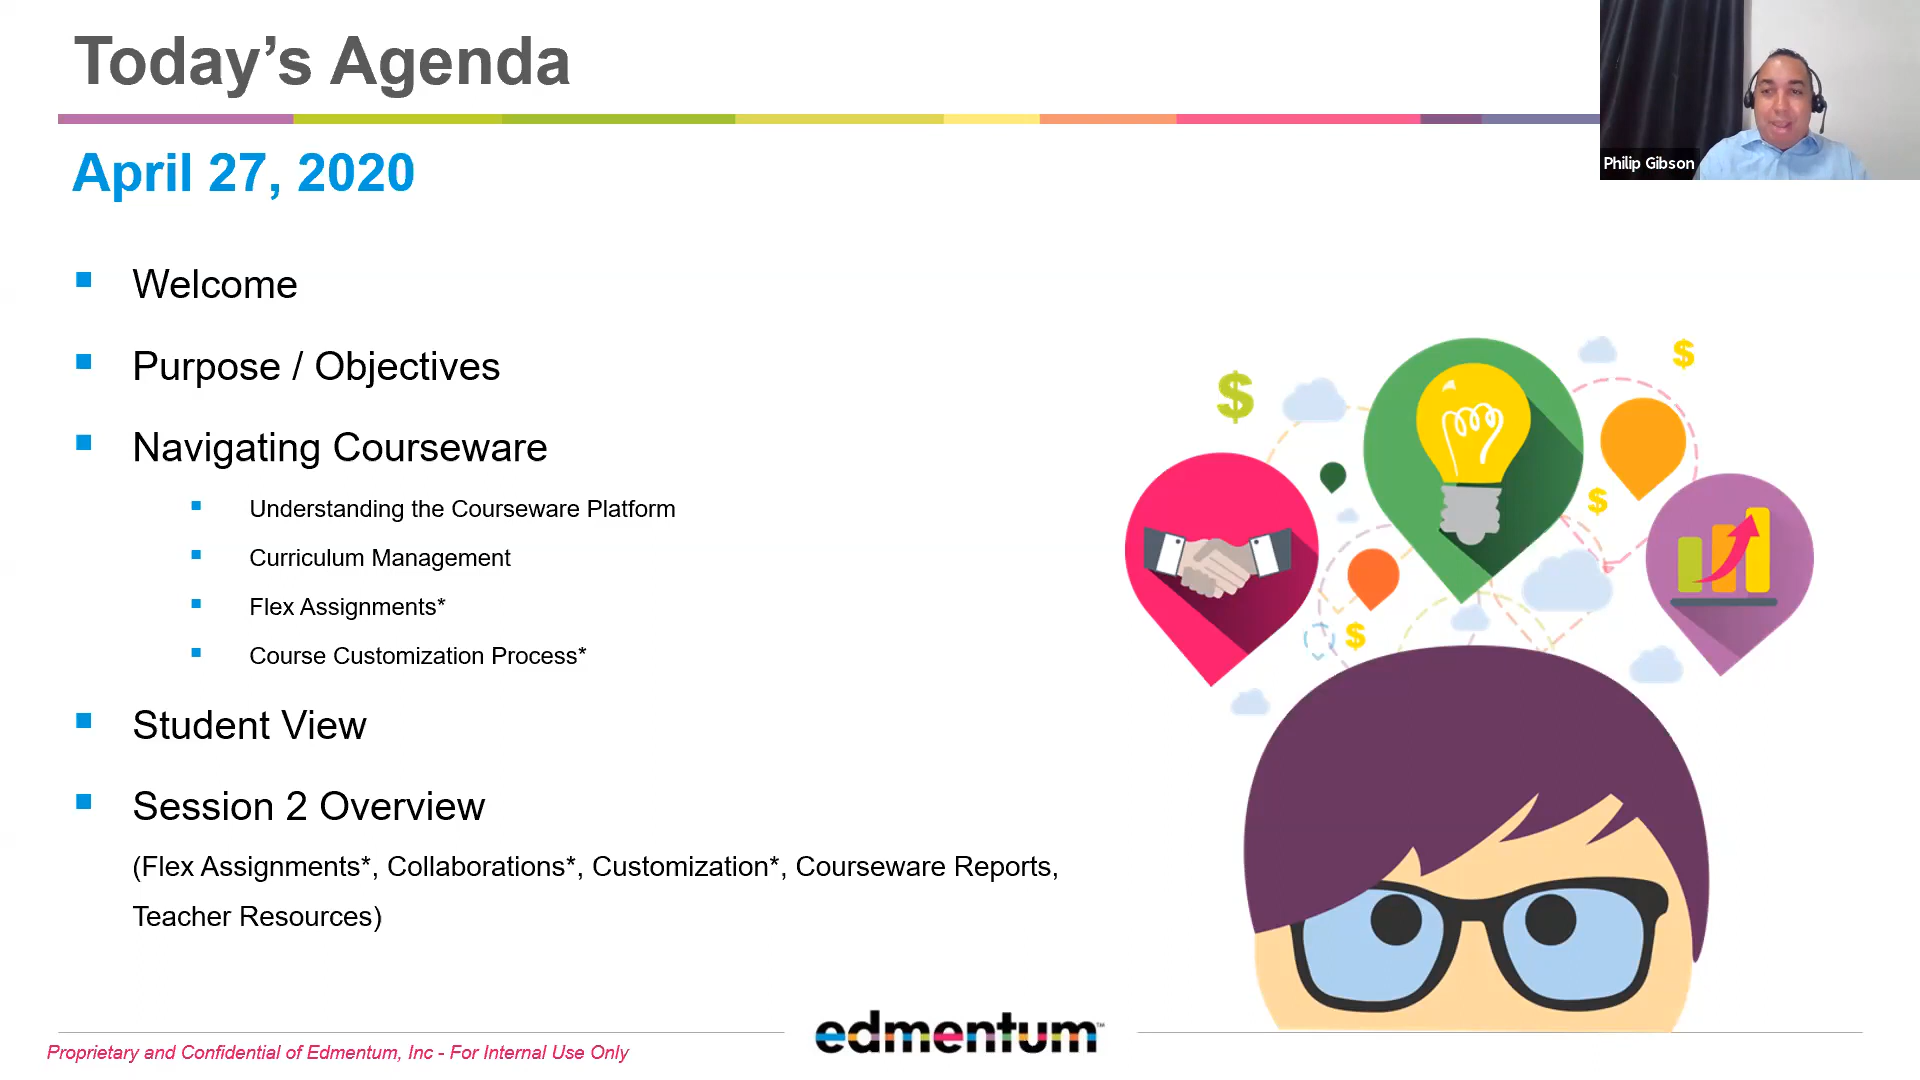 Today’s Agenda
Philip Gibson
April 27, 2020
Welcome
Purpose / Objectives
Navigating Courseware
Understanding the Courseware Platform
Curriculum Management
Flex Assignments*
Course Customization Process*
Student View
Session 2 Overview
(Flex Assignments*, Collaborations*, Customization*, Courseware Reports,
Teacher Resources)
$
$
$
$
edmentum™
Proprietary and Confidential of Edmentum, Inc - For Internal Use Only